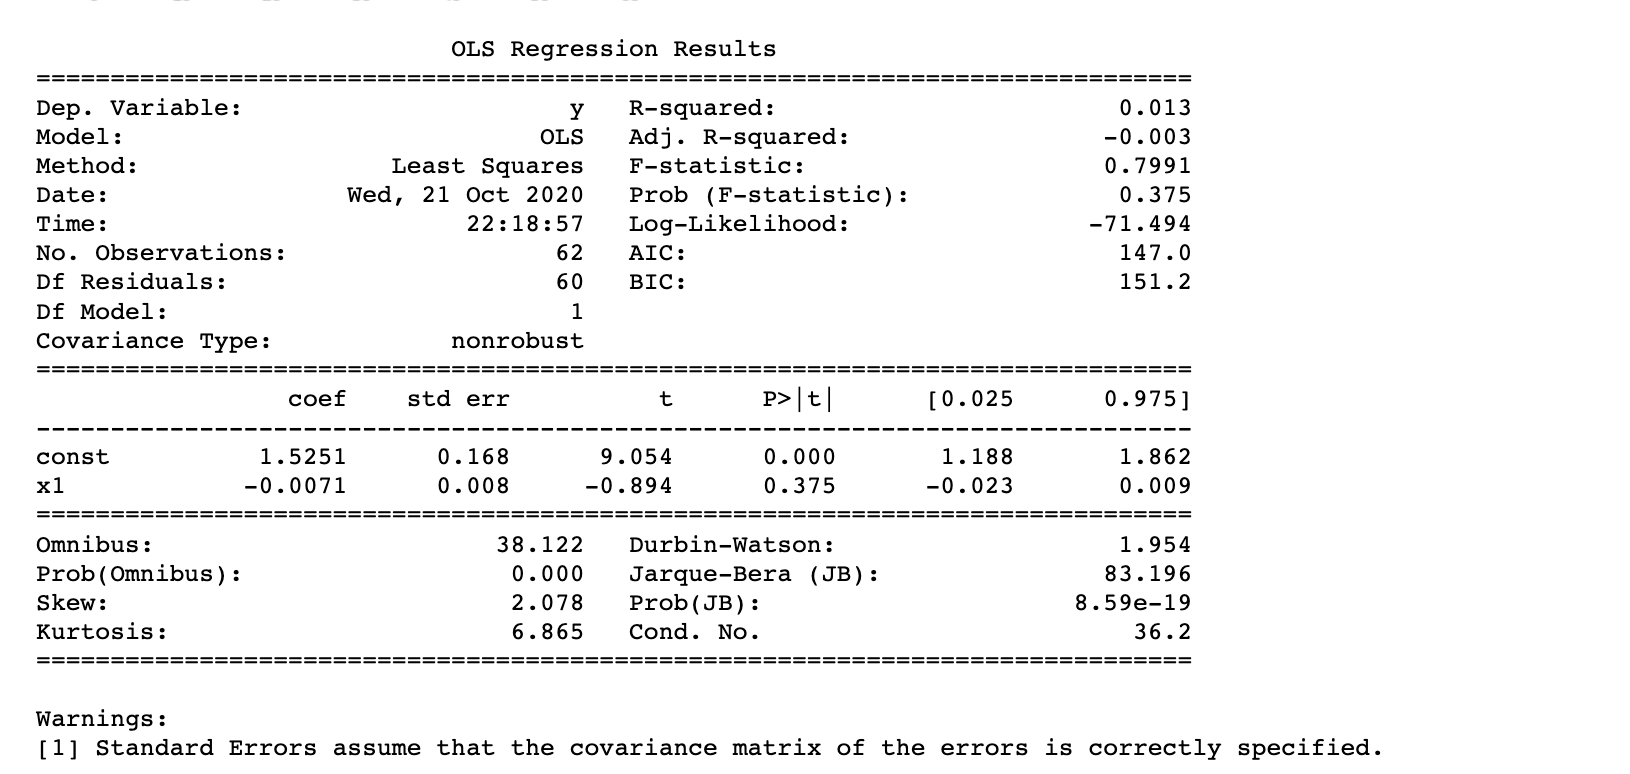 OLS Regression Results
==============================================================================
Dep. Variable:                      y   R-squared:                       0.013
Model:                            OLS   Adj. R-squared:                 -0.003
Method:                 Least Squares   F-statistic:                    0.7991
Date:                Wed, 21 Oct 2020   Prob (F-statistic):              0.375
Time:                        22:18:57   Log-Likelihood:                -71.494
No. Observations:                  62   AIC:                             147.0
Df Residuals:                      60   BIC:                             151.2
Df Model:                           1
Covariance Type:            nonrobust
==============================================================================
                 coef    std err          t      P>|t|      [0.025      0.975]
------------------------------------------------------------------------------
const          1.5251      0.168      9.054      0.000       1.188       1.862
x1            -0.0071      0.008     -0.894      0.375      -0.023       0.009
==============================================================================
Omnibus:                       38.122   Durbin-Watson:                   1.954
Prob(Omnibus):                  0.000   Jarque-Bera (JB):               83.196
Skew:                           2.078   Prob(JB):                     8.59e-19
Kurtosis:                       6.865   Cond. No.                         36.2
==============================================================================
Warnings:
[1] Standard Errors assume that the covariance matrix of the errors is correctly specified.